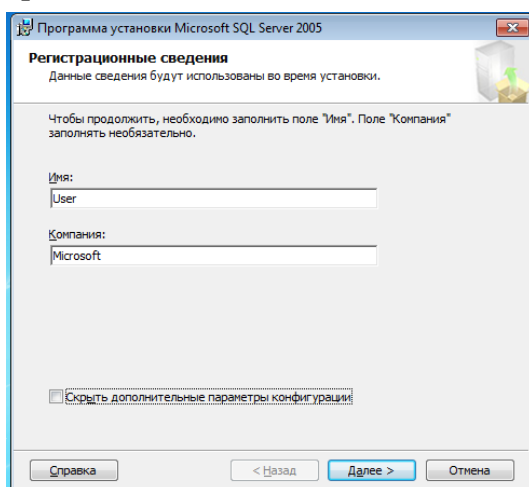 Программа установки Microsoft SQL Server 2005
Регистрационные сведения
Данные сведения будут использованы во время установки.
Чтобы продолжить, необходимо заполнить поле "Имя". Поле "Компания"
заполнять необязательно.
Имя:
User
Компания:
Microsoft
Скрыть дополнительные параметры конфигурации
Справка
< Назад
Далее >
Отмена